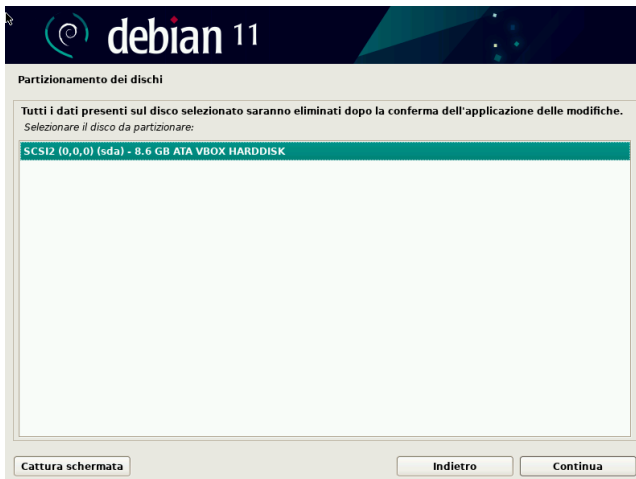 debian 11
Partizionamento dei dischi
Tutti i dati presenti sul disco selezionato saranno eliminati dopo la conferma dell'applicazione delle modifiche.
Selezionare il disco da partizionare:
SCSI2 (0,0,0) (sda) - 8.6 GB ATA VBOX HARDDISK
Cattura schermata
Indietro
Continua